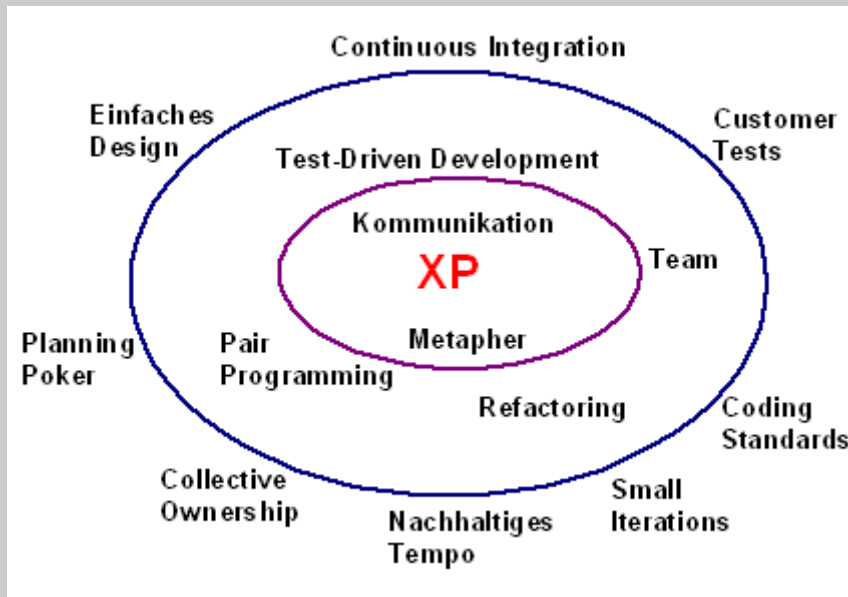 Continuous Integration
Einfaches
Design
Customer
Tests
Test-Driven Development
Kommunikation
XP
Team
Metapher
Planning
Poker
Pair
Programming
Refactoring
Coding
Standards
Collective
Ownership
Nachhaltiges
Tempo
Small
Iterations